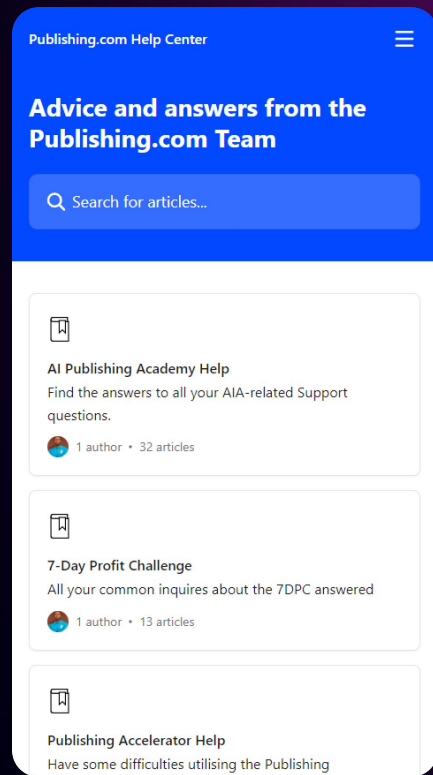 Publishing.com Help Center
Advice and answers from the
Publishing.com Team
Search for articles...
AI Publishing Academy Help
Find the answers to all your AIA-related Support
questions.
1 author • 32 articles
7-Day Profit Challenge
All your common inquires about the 7DPC answered
1 author • 13 articles
Publishing Accelerator Help
Have some difficulties utilising the Publishing